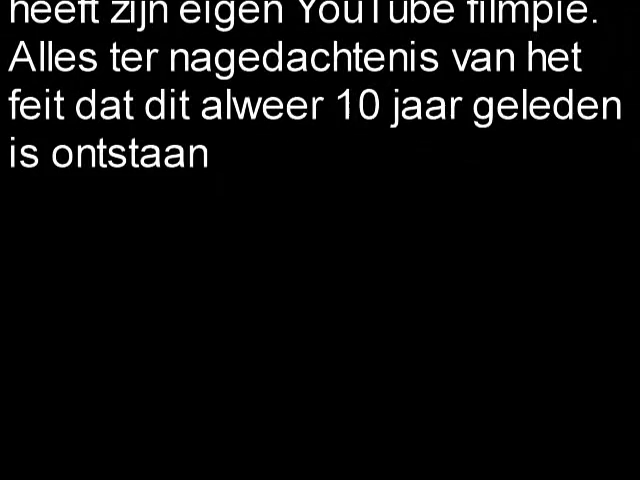 heeft zijn eigen YouTube filmpje.
Alles ter nagedachtenis van het
feit dat dit alweer 10 jaar geleden
is ontstaan